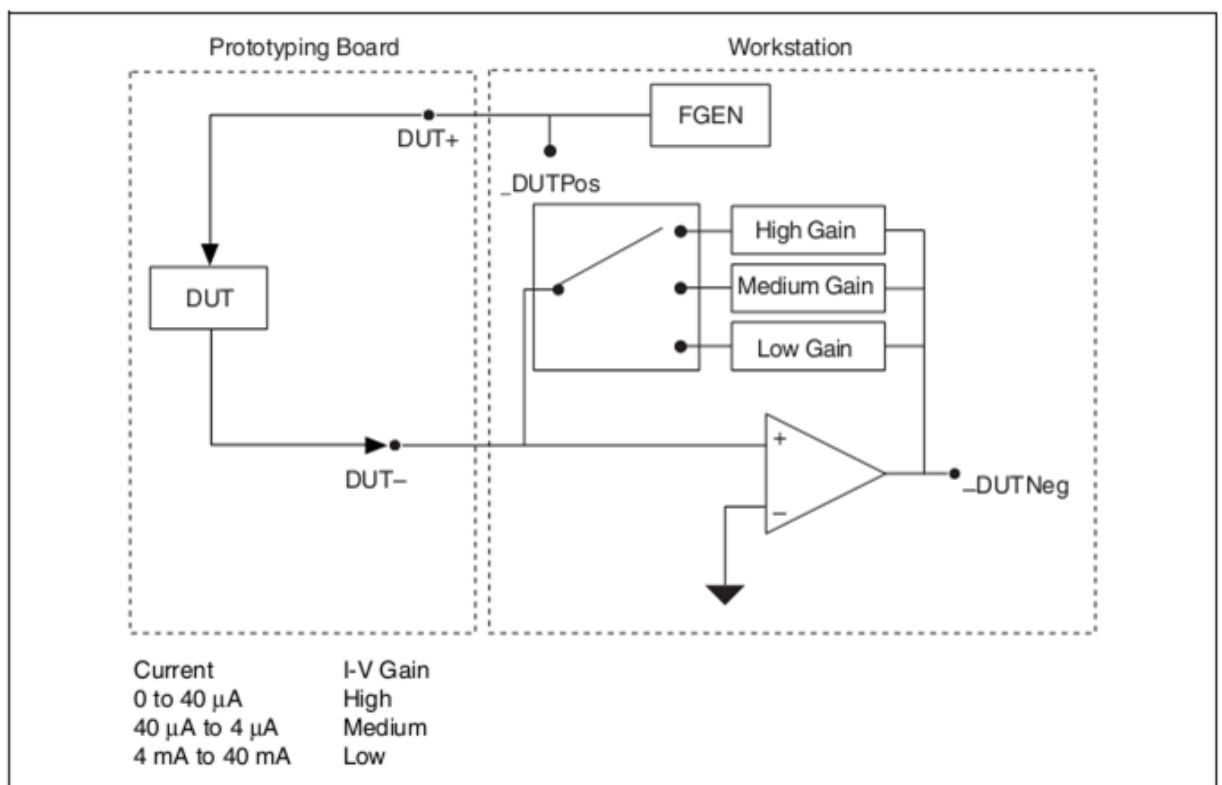 Prototyping Board
Workstation
FGEN
DUT+
_DUTPos
High Gain
DUT
Medium Gain
Low Gain
+
DUT–
–
_DUTNeg
Current I-V Gain
0 to 40 μA High
40 μA to 4 μA Medium
4 mA to 40 mA Low